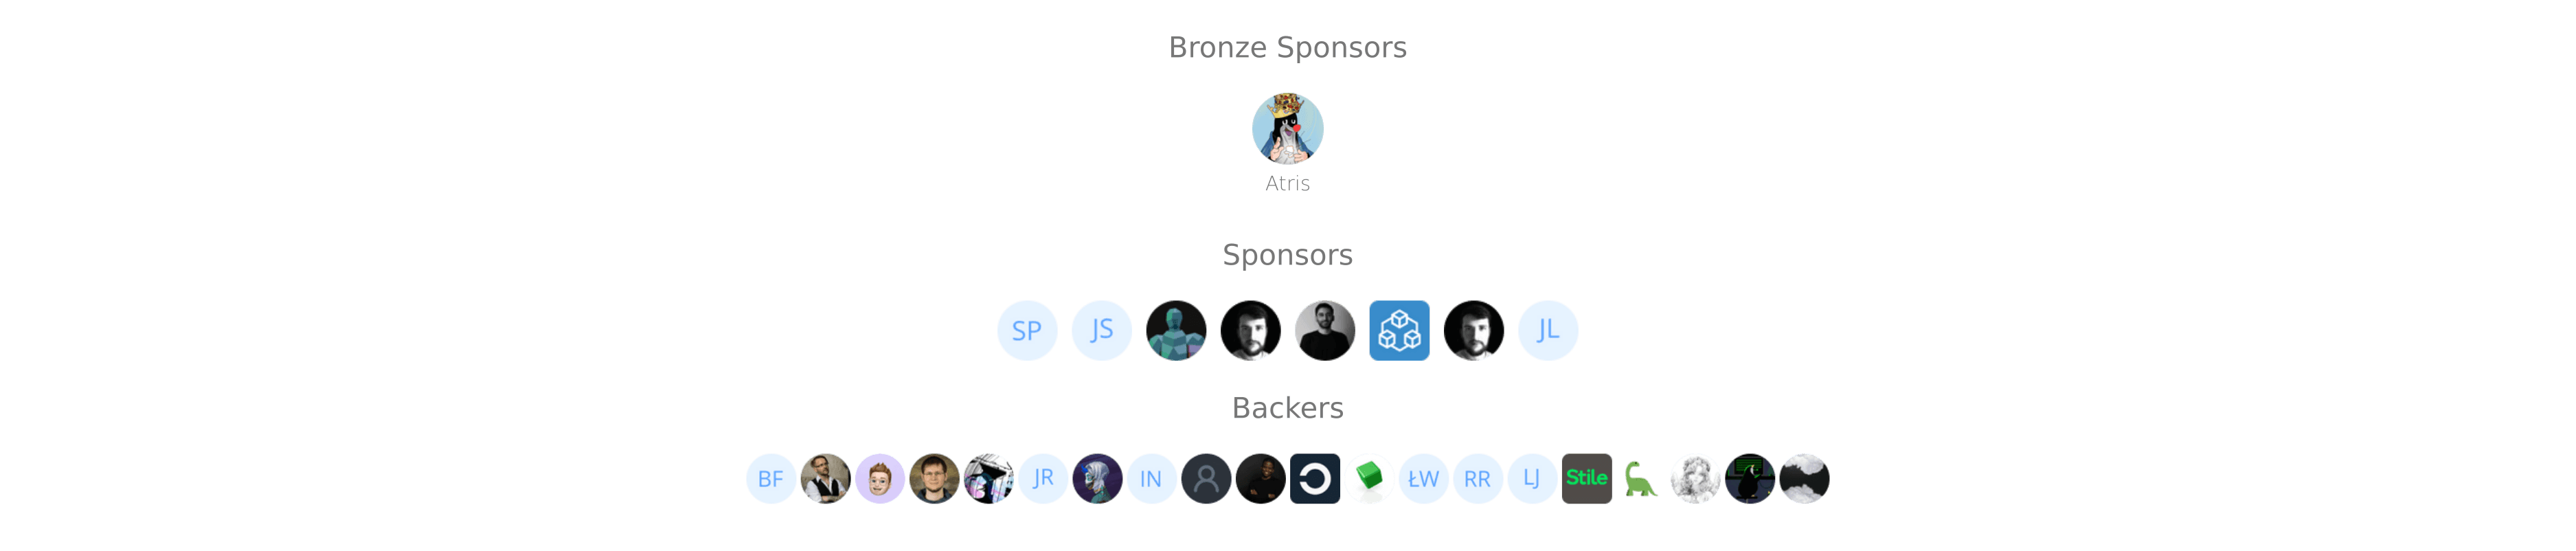 Bronze Sponsors
Atris
Sponsors
SP JS JL
Backers
BF JR IN ŁW RR LJ Stile